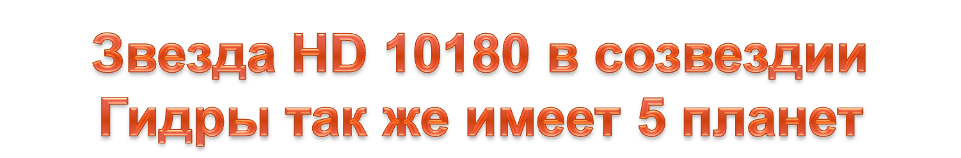 Звезда HD 10180 в созвездии
Гидры так же имеет 5 планет